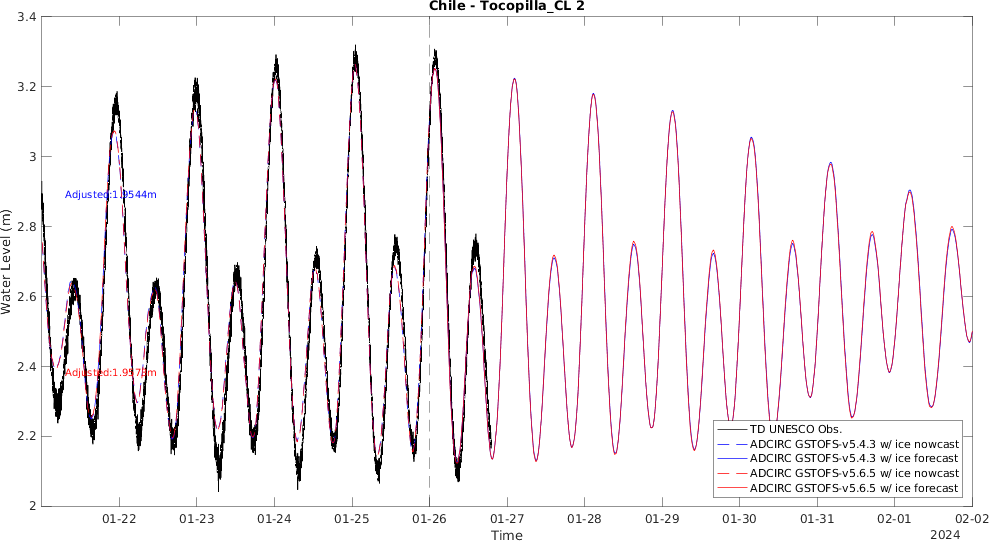 Chile - Tocopilla_CL 2
3.4
3.2
3
2.8
2.6
2.4
2.2
2
Water Level (m)
Adjusted:1.9544m
TD UNESCO Obs.
ADCIRC GSTOFS-v5.4.3 w/ ice nowcast
ADCIRC GSTOFS-v5.4.3 w/ ice forecast
ADCIRC GSTOFS-v5.6.5 w/ ice nowcast
ADCIRC GSTOFS-v5.6.5 w/ ice forecast
01-22
01-23
01-24
01-25
01-26
01-27
01-28
01-29
01-30
01-31
02-01
02-02
Time
2024